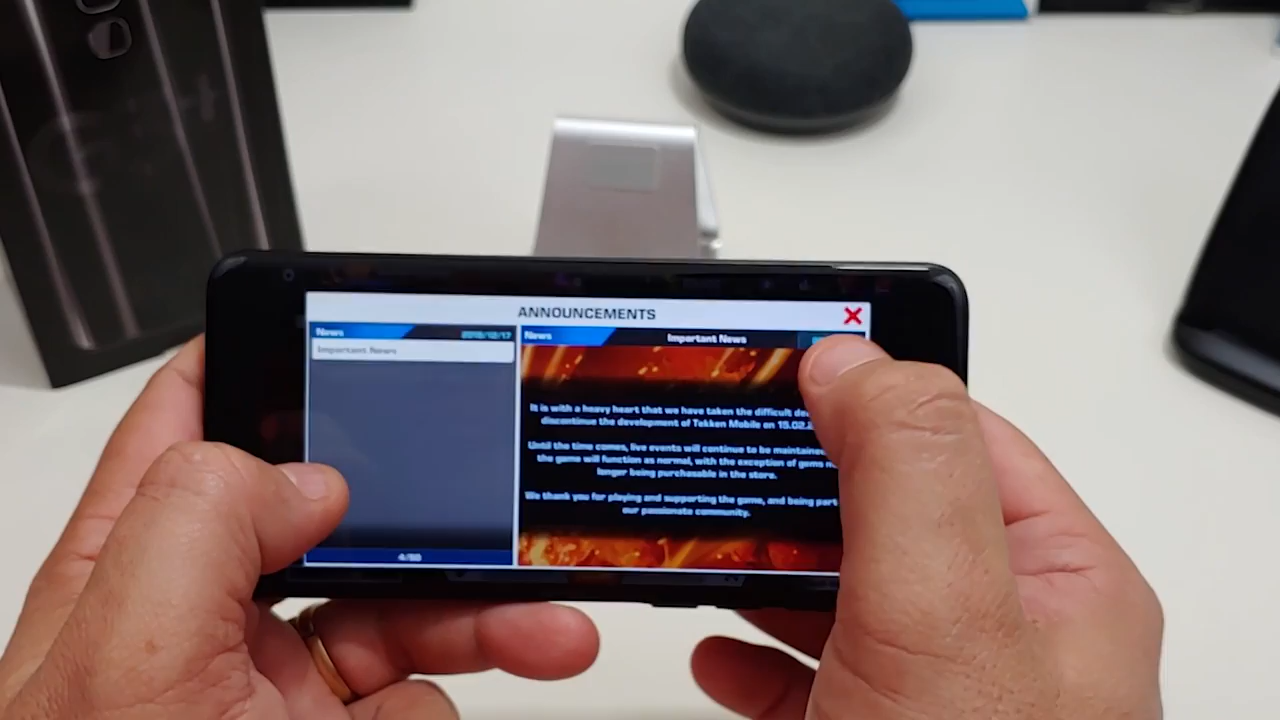 ANNOUNCEMENTS
News
Important News
News
Important News
It is with a heavy heart that we have taken the difficult
discontinue the development of Tekken Mobile on 15.02.
Until the time comes, live events will continue to be maintained
the game will function as normal, with the exception of gems
longer being purchasable in the store.
We thank you for playing and supporting the game, and being part
our passionate community.